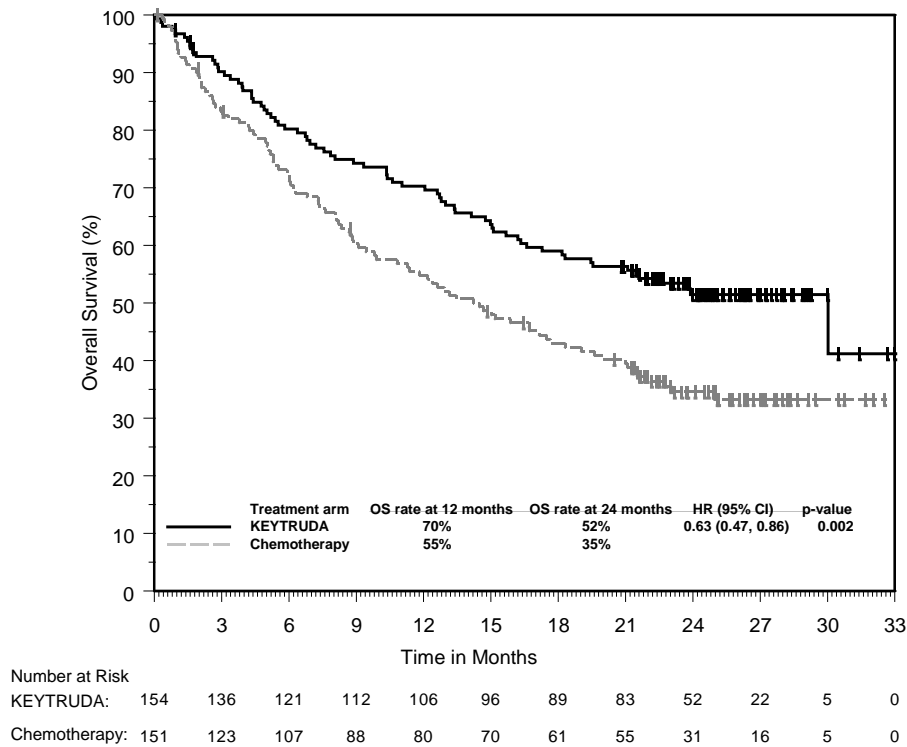 100
90
80
70
60
50
40
30
20
10
0
Overall Survival (%)
Treatment arm OS rate at 12 months OS rate at 24 months HR (95% CI) p-value
KEYTRUDA 70% 52% 0.63 (0.47, 0.86) 0.002
Chemotherapy 55% 35%
0 3 6 9 12 15 18 21 24 27 30 33
Time in Months
Number at Risk
KEYTRUDA: 154 136 121 112 106 96 89 83 52 22 5 0
Chemotherapy: 151 123 107 88 80 70 61 55 31 16 5 0